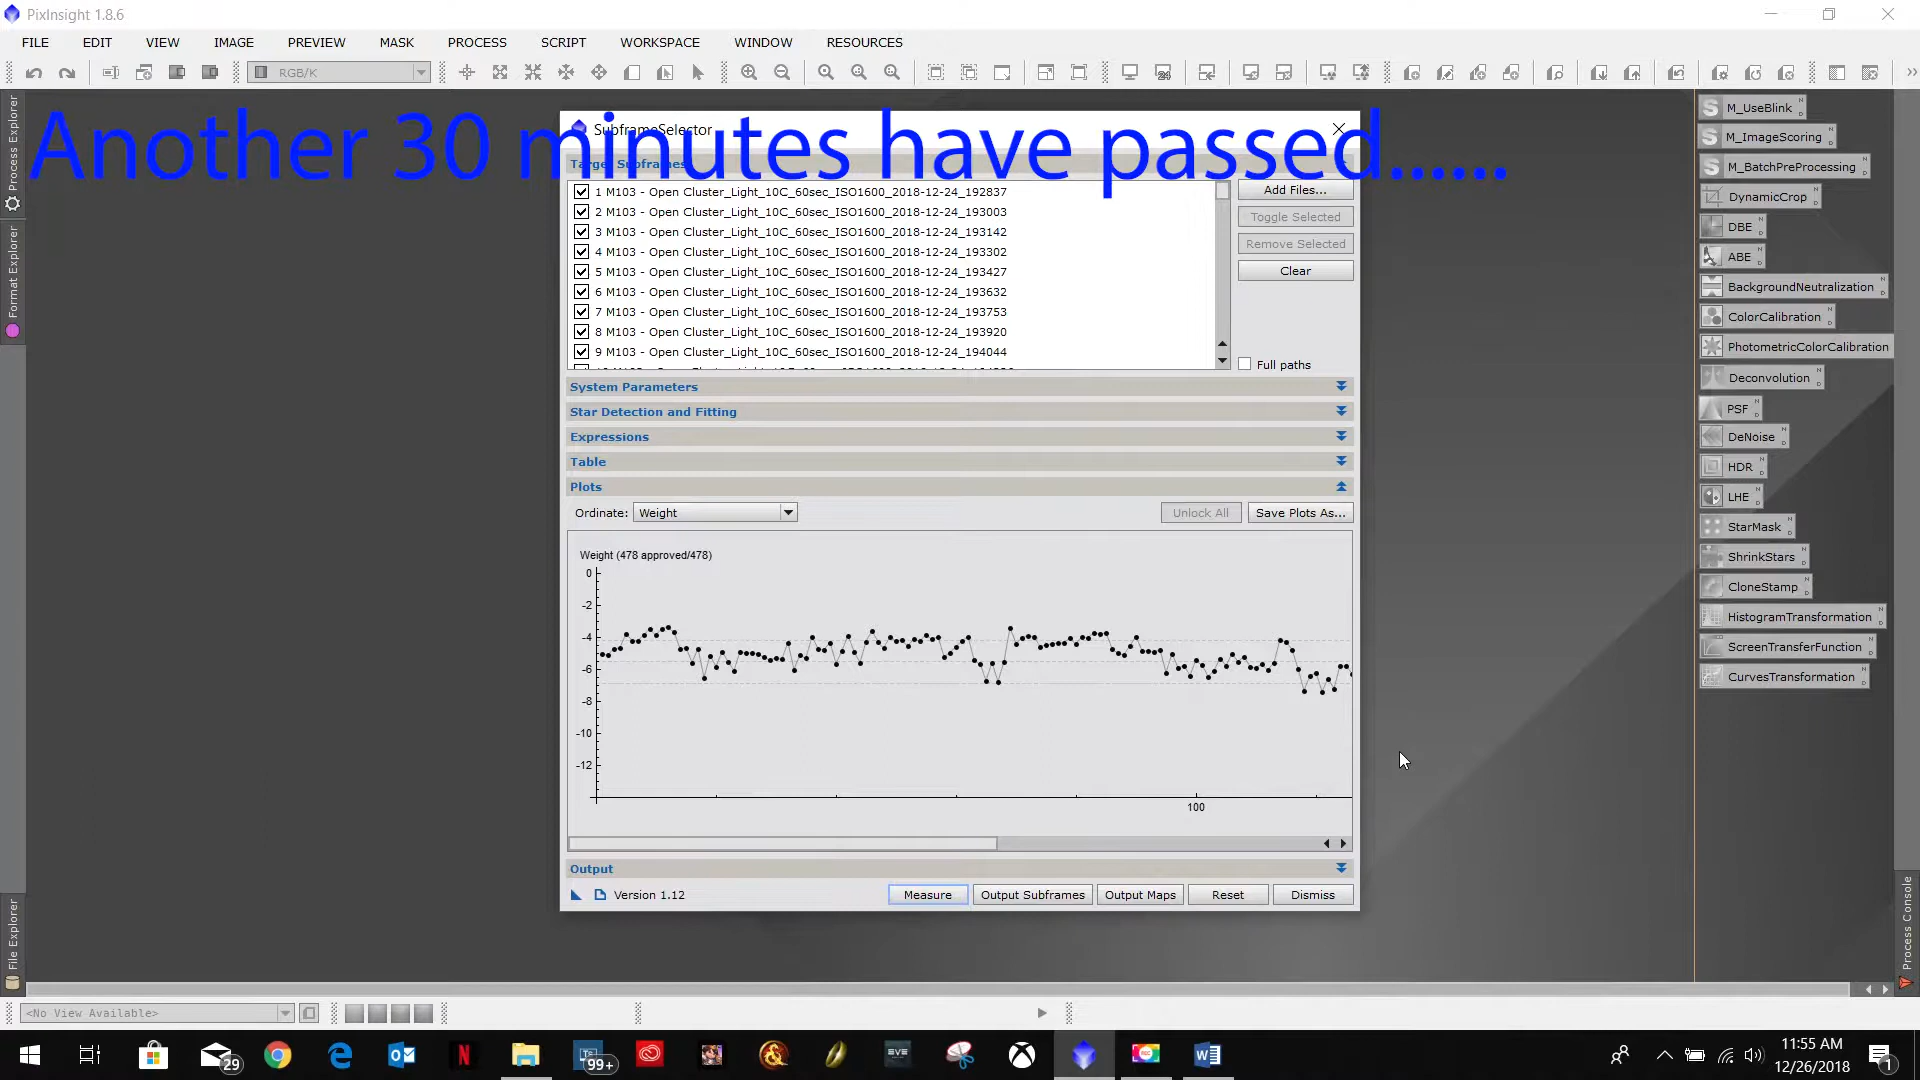 PixInsight 1.8.6
FILE EDIT VIEW IMAGE PREVIEW MASK PROCESS SCRIPT WORKSPACE WINDOW RESOURCES
RGB/K
Another 30 minutes have passed......
SubframeSelector
Target Subframes
1 M103 - Open Cluster_Light_10C_60sec_ISO1600_2018-12-24_192837
2 M103 - Open Cluster_Light_10C_60sec_ISO1600_2018-12-24_193003
3 M103 - Open Cluster_Light_10C_60sec_ISO1600_2018-12-24_193142
4 M103 - Open Cluster_Light_10C_60sec_ISO1600_2018-12-24_193302
5 M103 - Open Cluster_Light_10C_60sec_ISO1600_2018-12-24_193427
6 M103 - Open Cluster_Light_10C_60sec_ISO1600_2018-12-24_193632
7 M103 - Open Cluster_Light_10C_60sec_ISO1600_2018-12-24_193753
8 M103 - Open Cluster_Light_10C_60sec_ISO1600_2018-12-24_193920
9 M103 - Open Cluster_Light_10C_60sec_ISO1600_2018-12-24_194044
Add Files...
Toggle Selected
Remove Selected
Clear
Full paths
System Parameters
Star Detection and Fitting
Expressions
Table
Plots
Ordinate: Weight
Unlock All
Save Plots As...
Weight (478 approved/478)
0
-2
-4
-6
-8
-10
-12
100
Output
Version 1.12
Measure
Output Subframes
Output Maps
Reset
Dismiss
Process Explorer
Format Explorer
File Explorer
M_UseBlink
M_ImageScoring
M_BatchPreProcessing
DynamicCrop
DBE
ABE
BackgroundNeutralization
ColorCalibration
PhotometricColorCalibration
Deconvolution
PSF
DeNoise
HDR
LHE
StarMask
ShrinkStars
CloneStamp
HistogramTransformation
ScreenTransferFunction
CurvesTransformation
Process Console
<No View Available>
29
99+
EVE
11:55 AM
12/26/2018
1